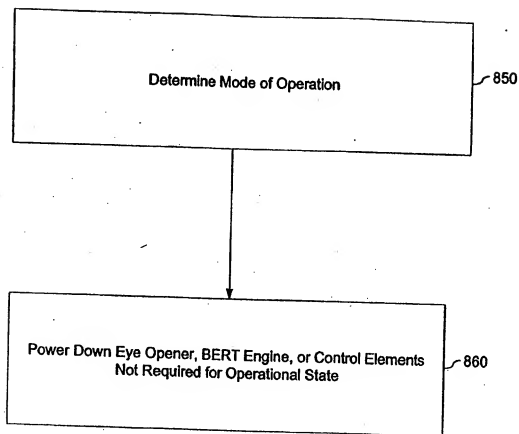 Determine Mode of Operation
850
Power Down Eye Opener, BERT Engine, or Control Elements
Not Required for Operational State
860